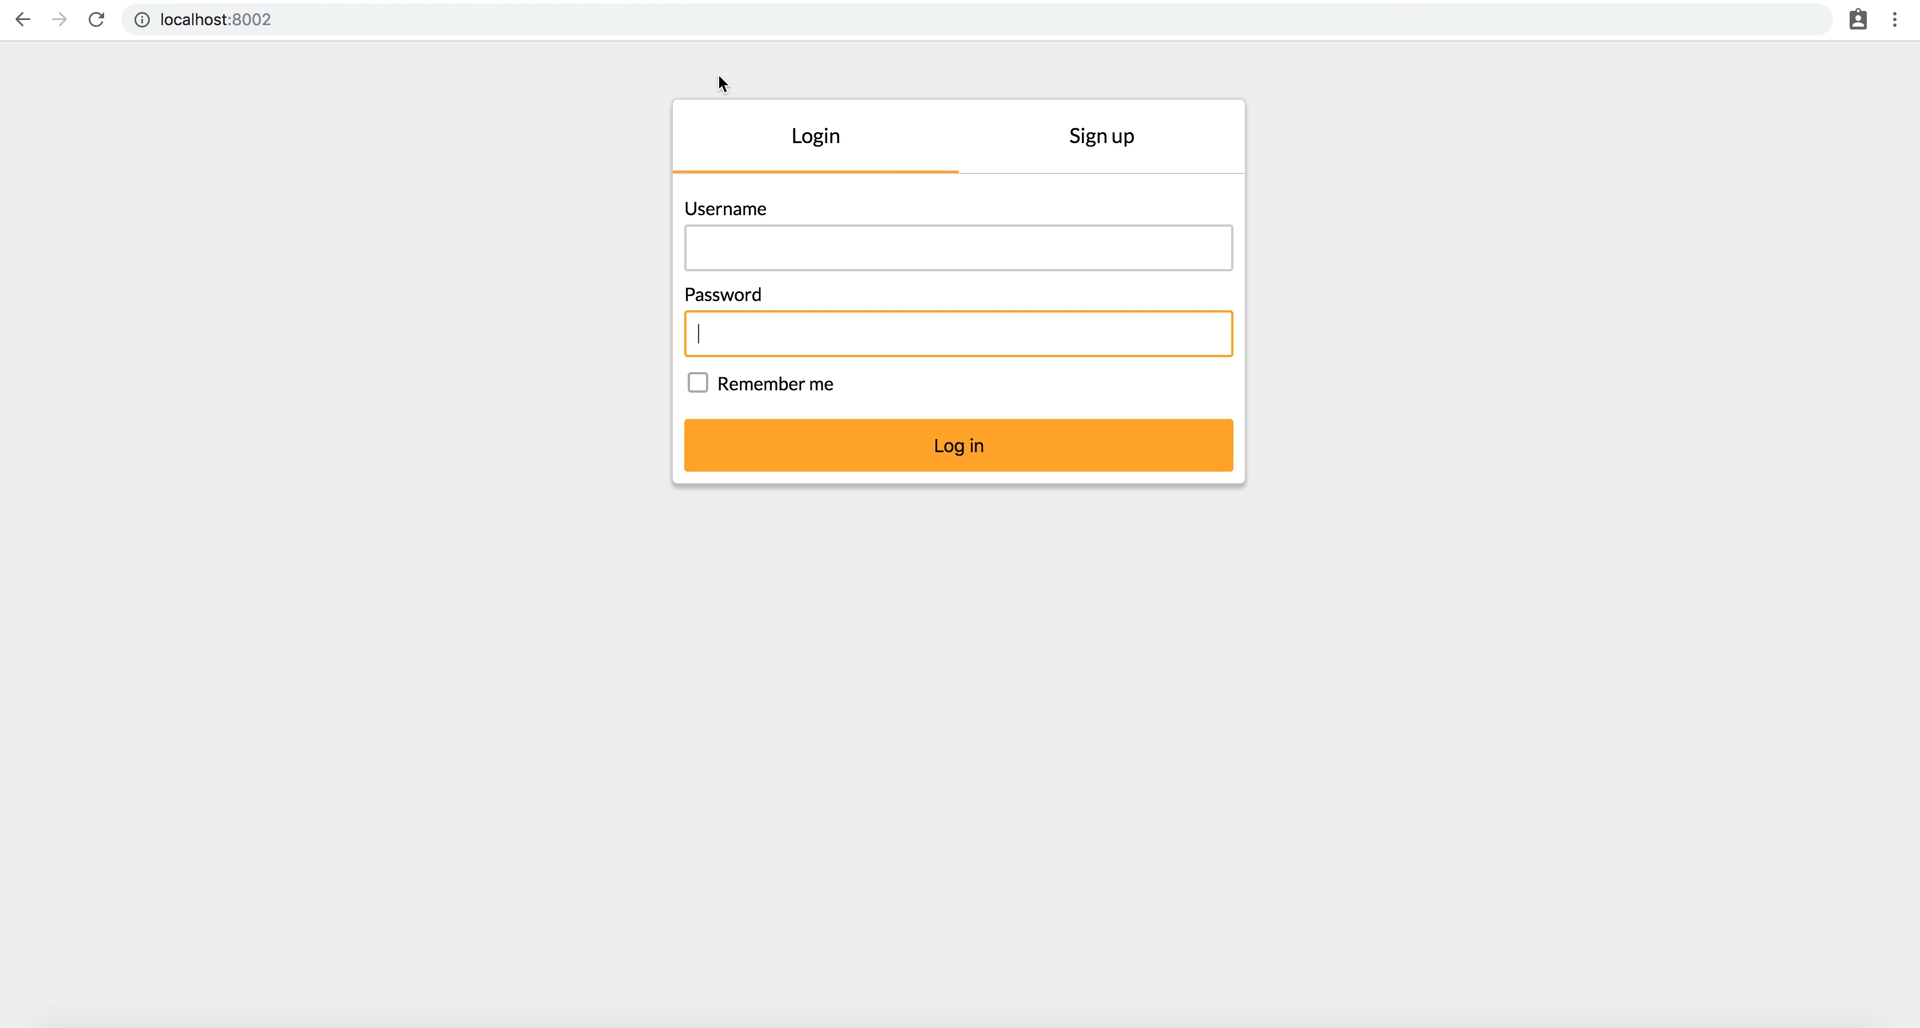 localhost:8002
Login
Sign up
Username
Password
Remember me
Log in